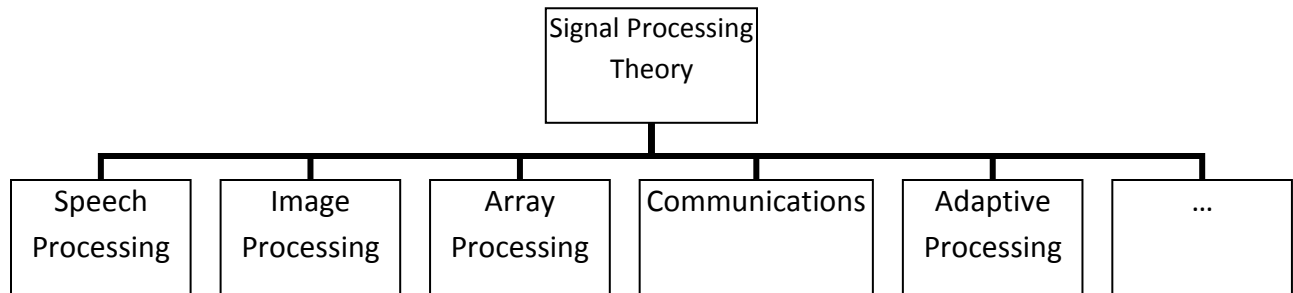 Signal Processing
Theory
Speech
Processing
Image
Processing
Array
Processing
Communications
Adaptive
Processing
...